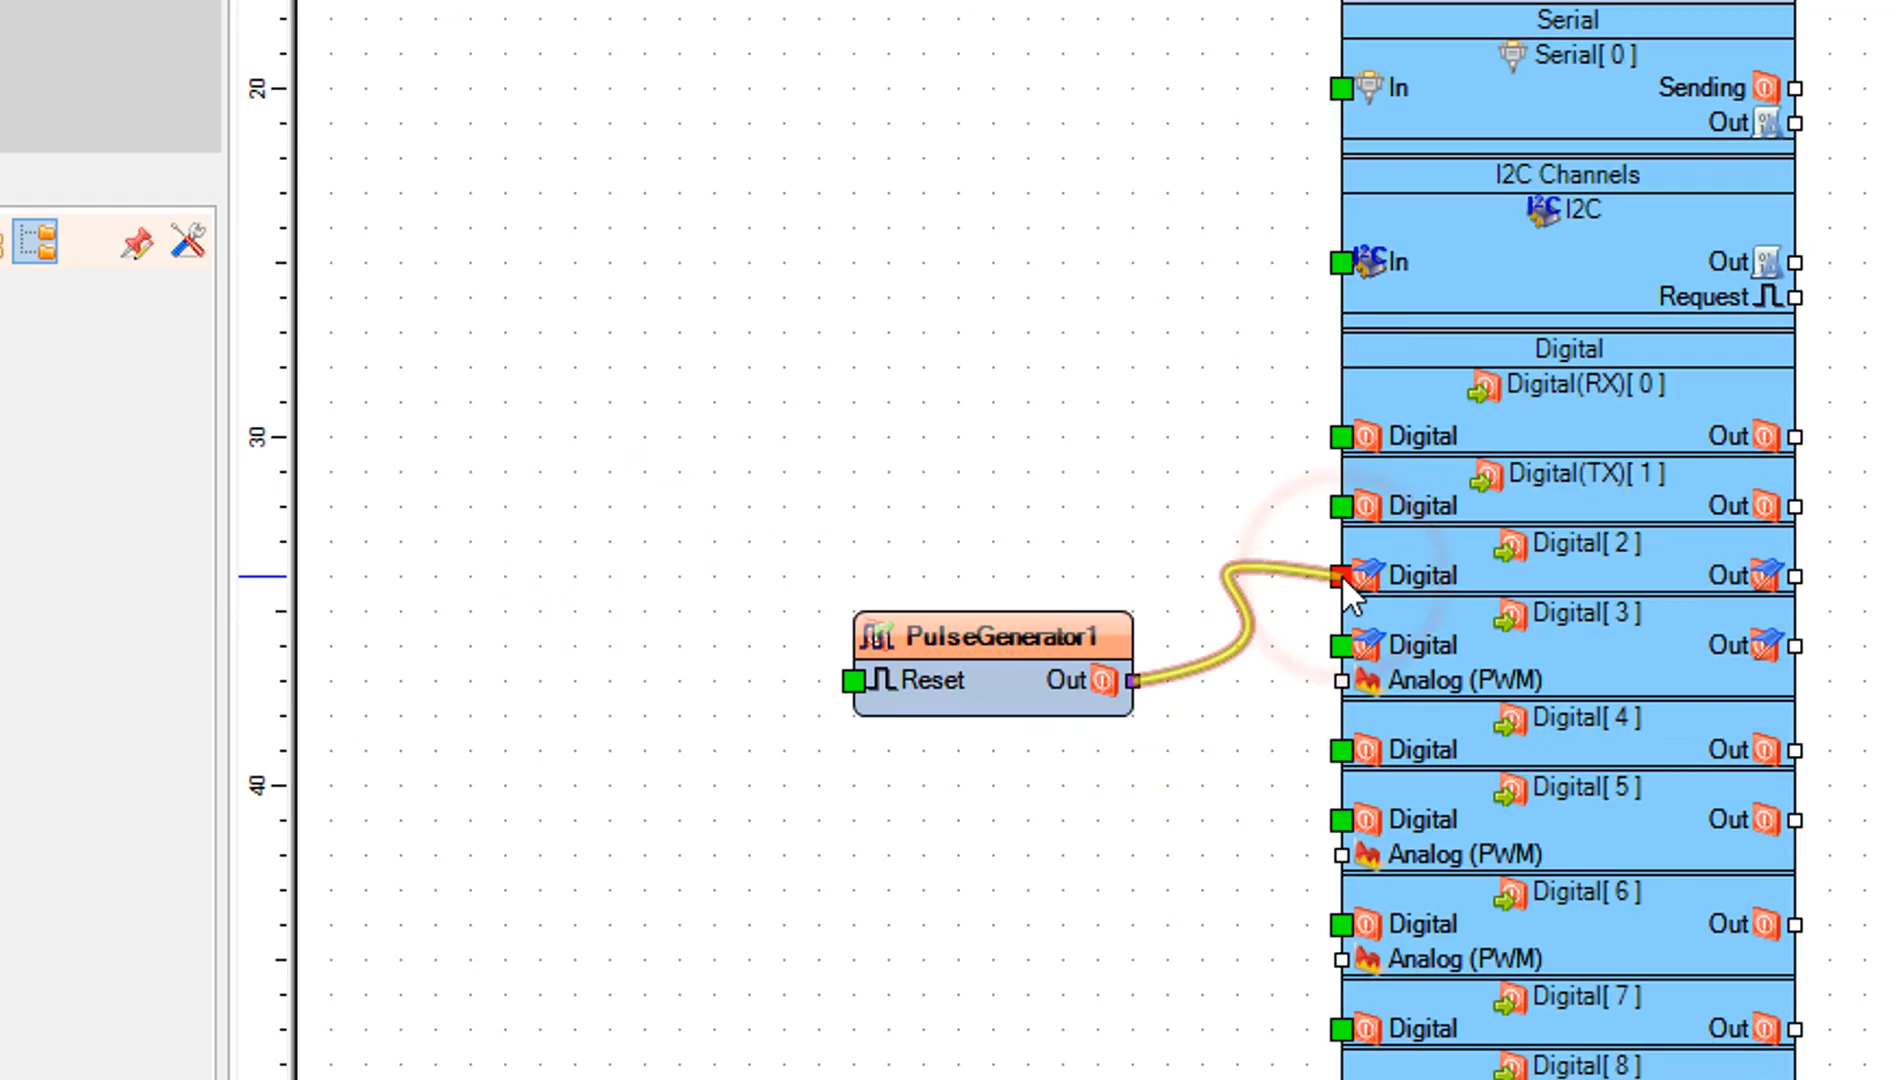 Serial
Serial[ 0 ]
20
In
Sending
Out
I2C Channels
I2C I2C
I2C In
Out
Request
Digital
Digital(RX)[ 0 ]
30
Digital
Out
Digital(TX)[ 1 ]
Digital
Out
Digital[ 2 ]
Digital
Out
Digital[ 3 ]
PulseGenerator1
Digital
Out
Reset
Out
Analog (PWM)
Digital[ 4 ]
Digital
Out
40
Digital[ 5 ]
Digital
Out
Analog (PWM)
Digital[ 6 ]
Digital
Out
Analog (PWM)
Digital[ 7 ]
Digital
Out
Digital[ 8 ]